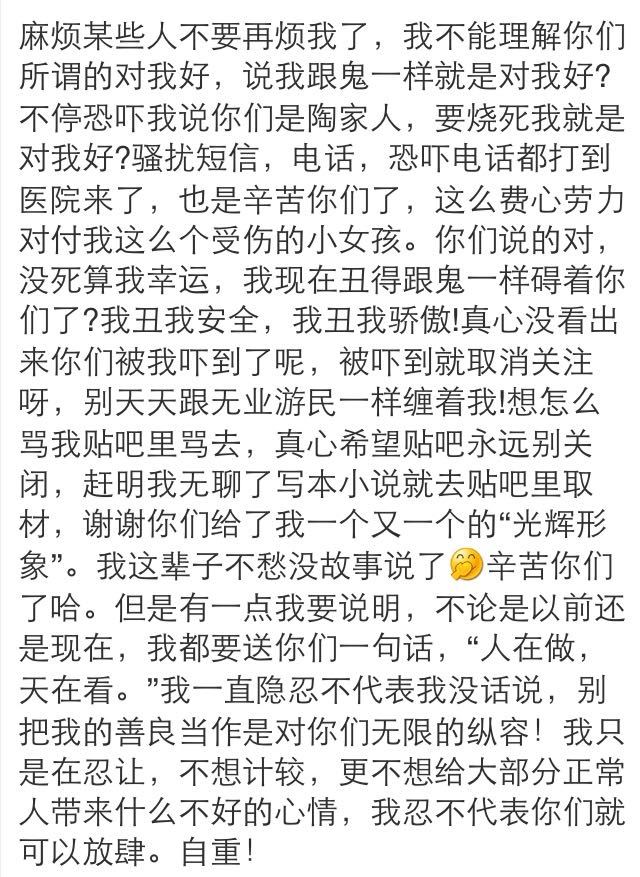 麻烦某些人不要再烦我了，我不能理解你们
所谓的对我好，说我跟鬼一样就是对我好?
不停恐吓我说你们是陶家人，要烧死我就是
对我好?骚扰短信，电话，恐吓电话都打到
医院来了，也是辛苦你们了，这么费心劳力
对付我这么个受伤的小女孩。你们说的对，
没死算我幸运，我现在丑得跟鬼一样碍着你
们了?我丑我安全，我丑我骄傲!真心没看出
来你们被我吓到了呢，被吓到就取消关注
呀，别天天跟无业游民一样缠着我!想怎么
骂我贴吧里骂去，真心希望贴吧永远别关
闭，赶明我无聊了写本小说就去贴吧里取
材，谢谢你们给了我一个又一个的“光辉形
象”。我这辈子不愁没故事说了🤭辛苦你们
了哈。但是有一点我要说明，不论是以前还
是现在，我都要送你们一句话，“人在做，
天在看。”我一直隐忍不代表我没话说，别
把我的善良当作是对你们无限的纵容！我只
是在忍让，不想计较，更不想给大部分正常
人带来什么不好的心情，我忍不代表你们就
可以放肆。自重！